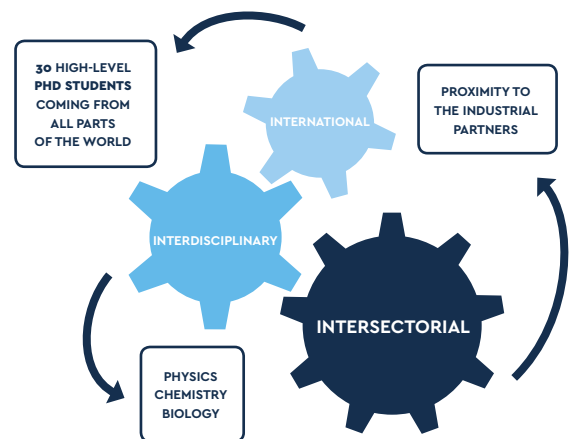 30 HIGH-LEVEL
PHD STUDENTS
COMING FROM
ALL PARTS
OF THE WORLD
INTERNATIONAL
PROXIMITY TO
THE INDUSTRIAL
PARTNERS
INTERDISCIPLINARY
INTERSECTORIAL
PHYSICS
CHEMISTRY
BIOLOGY